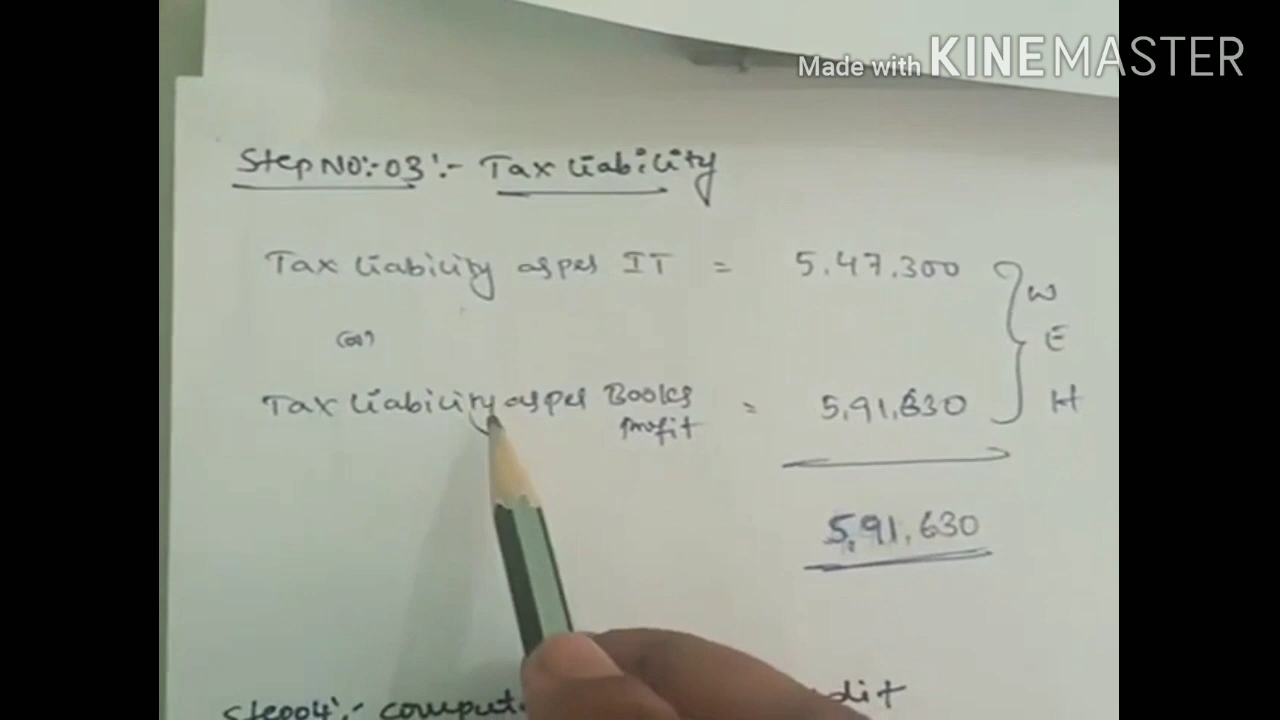 Made with KINEMASTER
Step NO:-03:- Tax liability
Tax liability as per IT = 5,47,300
W
(or)
E
Tax liability as per Books = 5,91,630
H
Profit
5,91,630
Step04:- comput dit